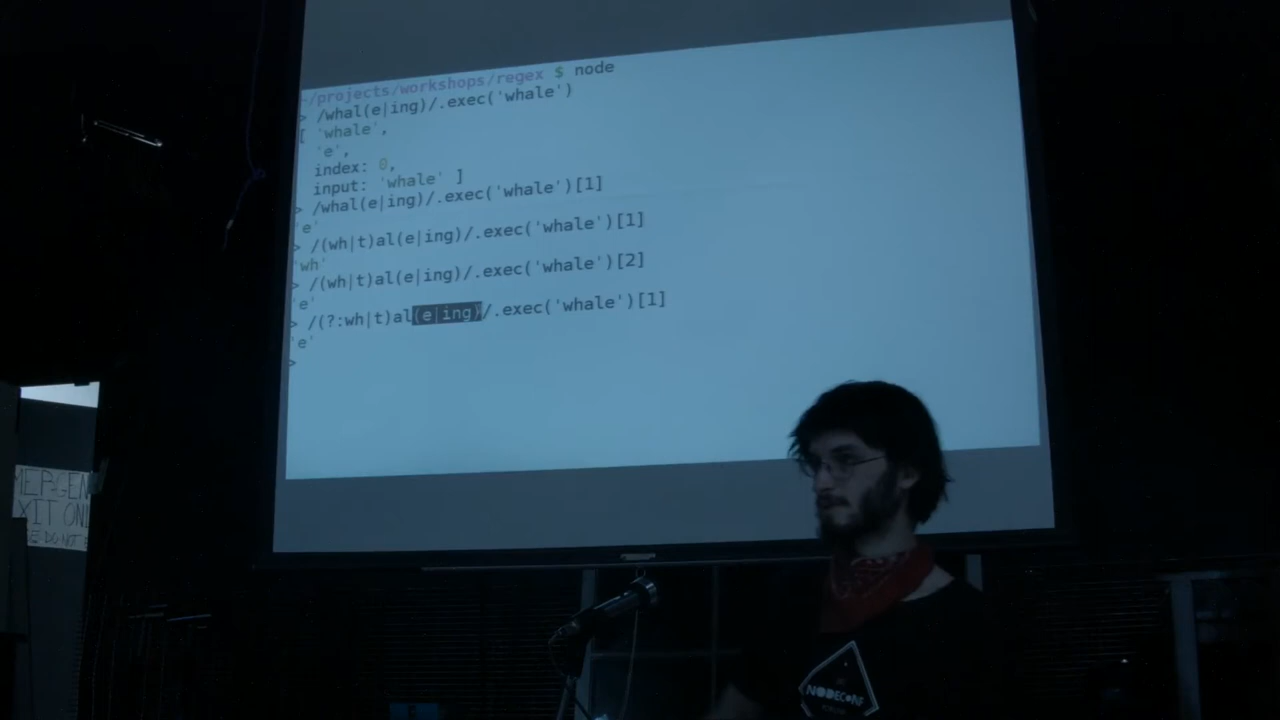 ~/projects/workshops/regex $ node
> /whal(e|ing)/.exec('whale')
[ 'whale',
'e',
index: 0,
input: 'whale' ]
> /whal(e|ing)/.exec('whale')[1]
'e'
> /(wh|t)al(e|ing)/.exec('whale')[1]
'wh'
> /(wh|t)al(e|ing)/.exec('whale')[2]
'e'
> /(?:wh|t)al(e|ing)/.exec('whale')[1]
'e'
>
NODECONF